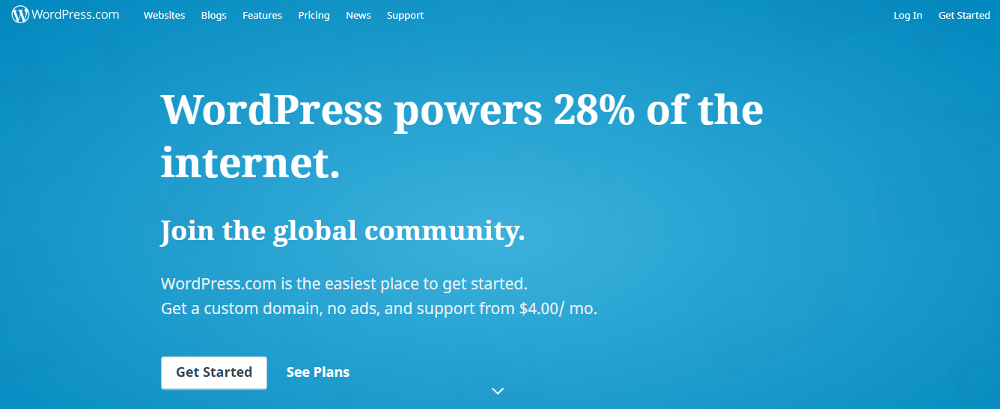 WordPress.com Websites Blogs Features Pricing News Support Log In Get Started
WordPress powers 28% of the
internet.
Join the global community.
WordPress.com is the easiest place to get started.
Get a custom domain, no ads, and support from $4.00/ mo.
Get Started See Plans